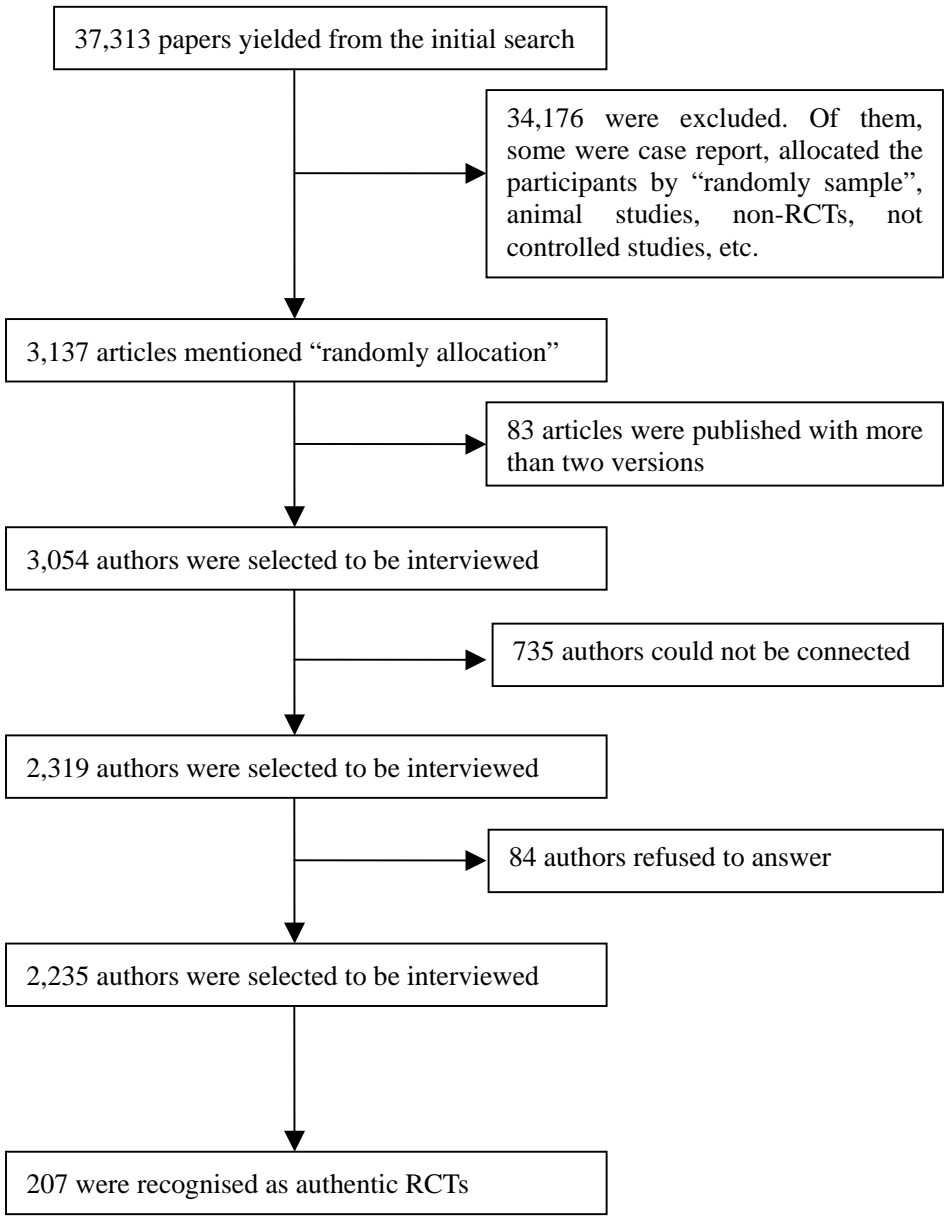 37,313 papers yielded from the initial search
34,176 were excluded. Of them,
some were case report, allocated the
participants by “randomly sample”,
animal studies, non-RCTs, not
controlled studies, etc.
3,137 articles mentioned “randomly allocation”
83 articles were published with more
than two versions
3,054 authors were selected to be interviewed
735 authors could not be connected
2,319 authors were selected to be interviewed
84 authors refused to answer
2,235 authors were selected to be interviewed
207 were recognised as authentic RCTs